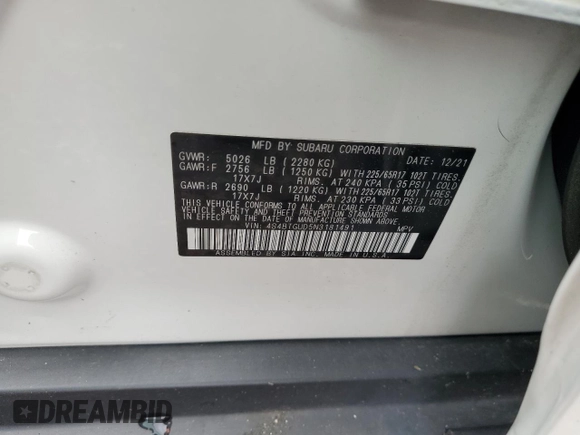 MFD BY SUBARU CORPORATION
GVWR: 5026 LB (2280 KG) DATE: 12/21
GAWR:F 2756 LB (1250 KG) WITH 225/65R17 102T TIRES,
17X7J RIMS, AT 240 KPA (35 PSI) COLD
GAWR:R 2690 LB (1220 KG) WITH 225/65R17 102T TIRES,
17X7J RIMS, AT 230 KPA (33 PSI) COLD
THIS VEHICLE CONFORMS TO ALL APPLICABLE FEDERAL MOTOR
VEHICLE SAFETY AND THEFT PREVENTION STANDARDS
IN EFFECT ON THE DATE OF MANUFACTURE SHOWN ABOVE.
VIN: 4S4BTGUD5N3181491 MPV
ASSEMBLED BY SIA, INC. MADE IN U.S.A.
DREAMBID